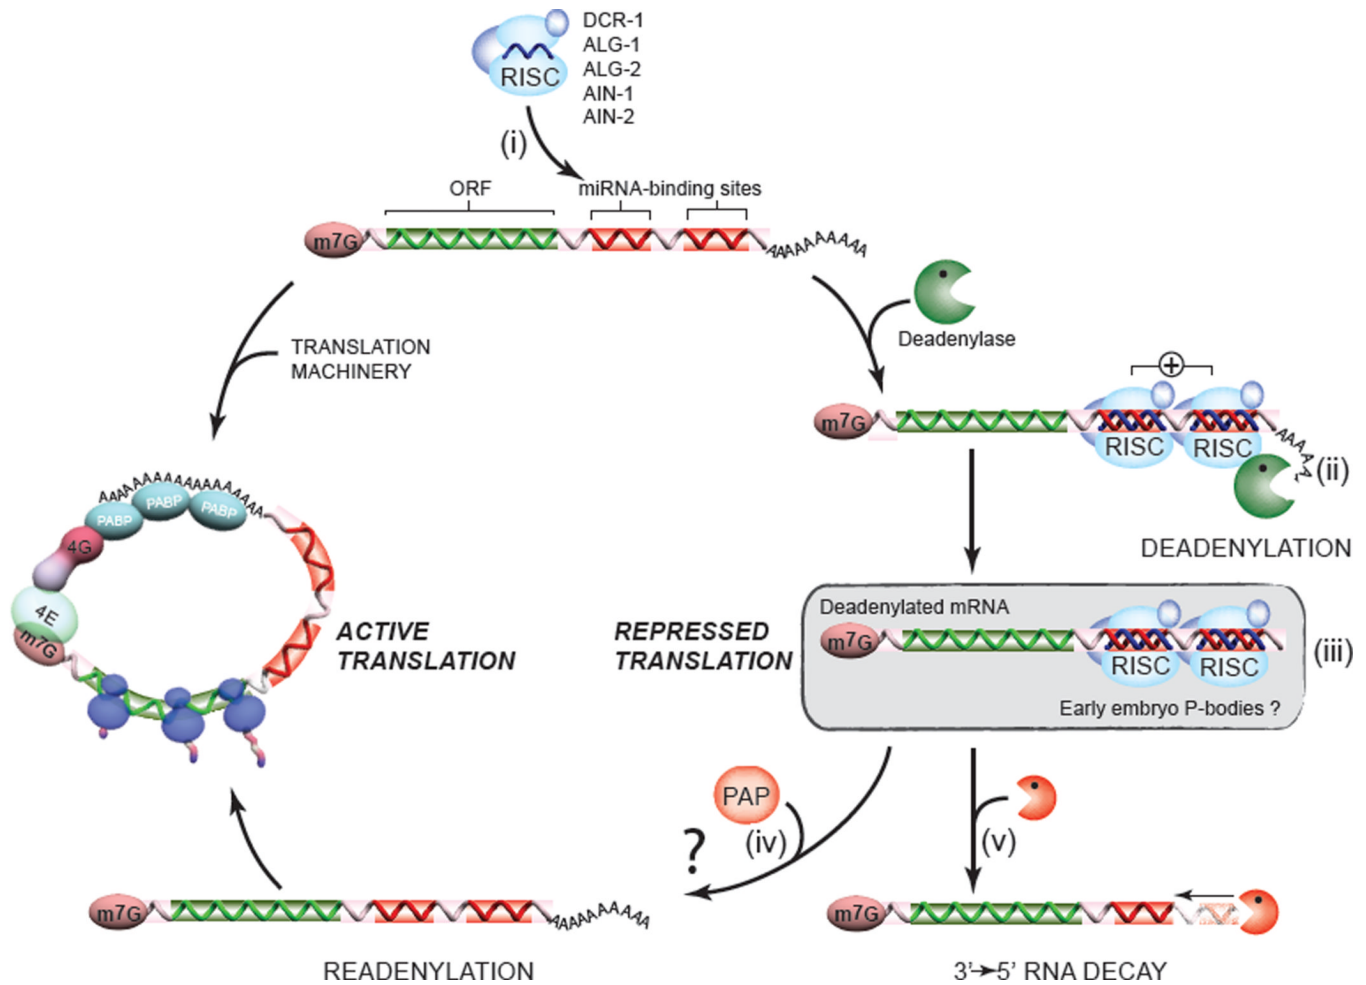 DCR-1
ALG-1
ALG-2
AIN-1
AIN-2
RISC
(i)
ORF
miRNA-binding sites
m7G
AAAAAAAAAA
Deadenylase
TRANSLATION
MACHINERY
+
m7G
RISC
RISC
AAAA
(ii)
DEADENYLATION
AAAAAAAAAAAAAAAAA
PABP
PABP
PABP
4G
4E
m7G
ACTIVE
TRANSLATION
REPRESSED
TRANSLATION
Deadenylated mRNA
m7G
RISC
RISC
(iii)
Early embryo P-bodies ?
PAP
?
(iv)
(v)
m7G
AAAAAAAAAA
READENYLATION
m7G
3'→5' RNA DECAY